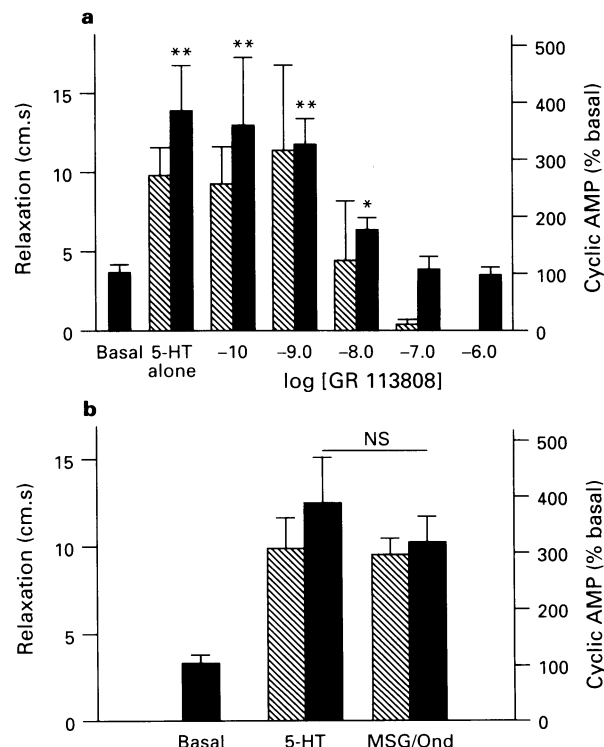 a
Relaxation (cm.s)
15
10
5
0
** ** ** *
500
400
300
200
100
0
Cyclic AMP (% basal)
Basal 5-HT alone –10 –9.0 –8.0 –7.0 –6.0
log [GR 113808]
b
Relaxation (cm.s)
15
10
5
0
NS
500
400
300
200
100
0
Cyclic AMP (% basal)
Basal 5-HT MSG/Ond